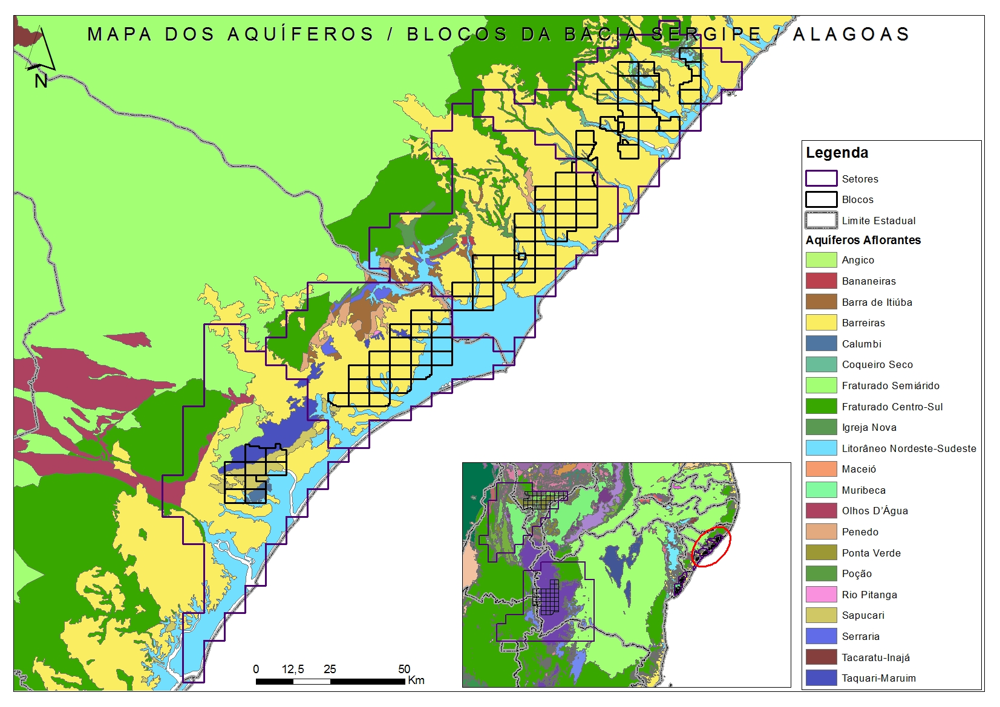 MAPA DOS AQUÍFEROS / BLOCOS DA BACIA SERGIPE / ALAGOAS
N
Legenda
Setores
Blocos
Limite Estadual
Aquíferos Aflorantes
Angico
Bananeiras
Barra de Itiúba
Barreiras
Calumbi
Coqueiro Seco
Fraturado Semiárido
Fraturado Centro-Sul
Igreja Nova
Litorâneo Nordeste-Sudeste
Maceió
Muribeca
Olhos D'Água
Penedo
Ponta Verde
Poção
Rio Pitanga
Sapucari
Serraria
Tacaratu-Inajá
Taquari-Maruim
0 12,5 25 50
Km